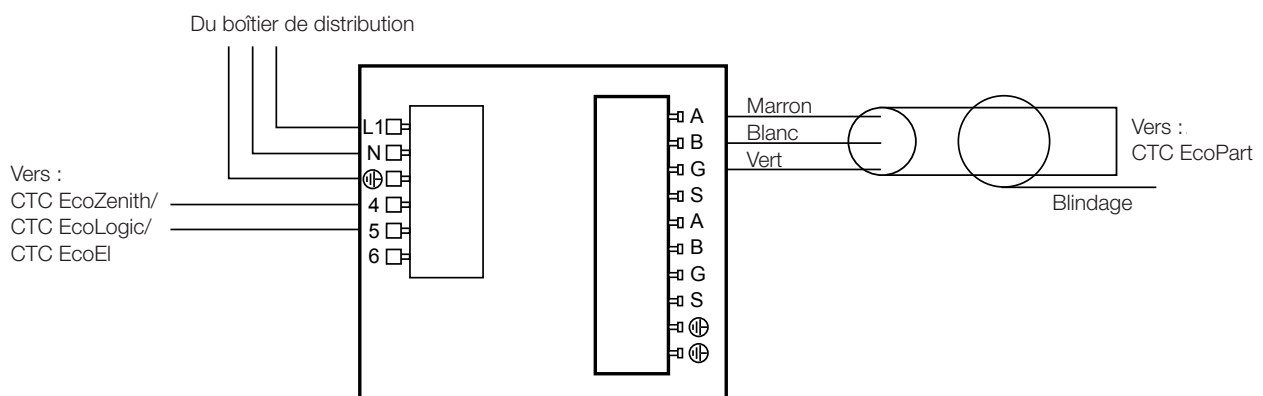 Du boîtier de distribution
L1
N
4
5
6
Vers :
CTC EcoZenith/
CTC EcoLogic/
CTC EcoEl
A
B
G
S
A
B
G
S
Marron
Blanc
Vert
Vers :
CTC EcoPart
Blindage